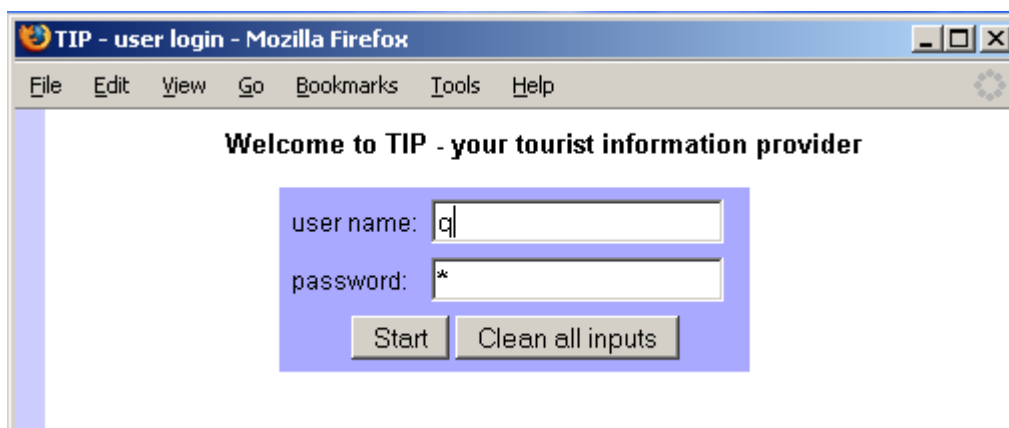 TIP - user login - Mozilla Firefox
File Edit View Go Bookmarks Tools Help
Welcome to TIP - your tourist information provider
user name: q
password: *
Start Clean all inputs